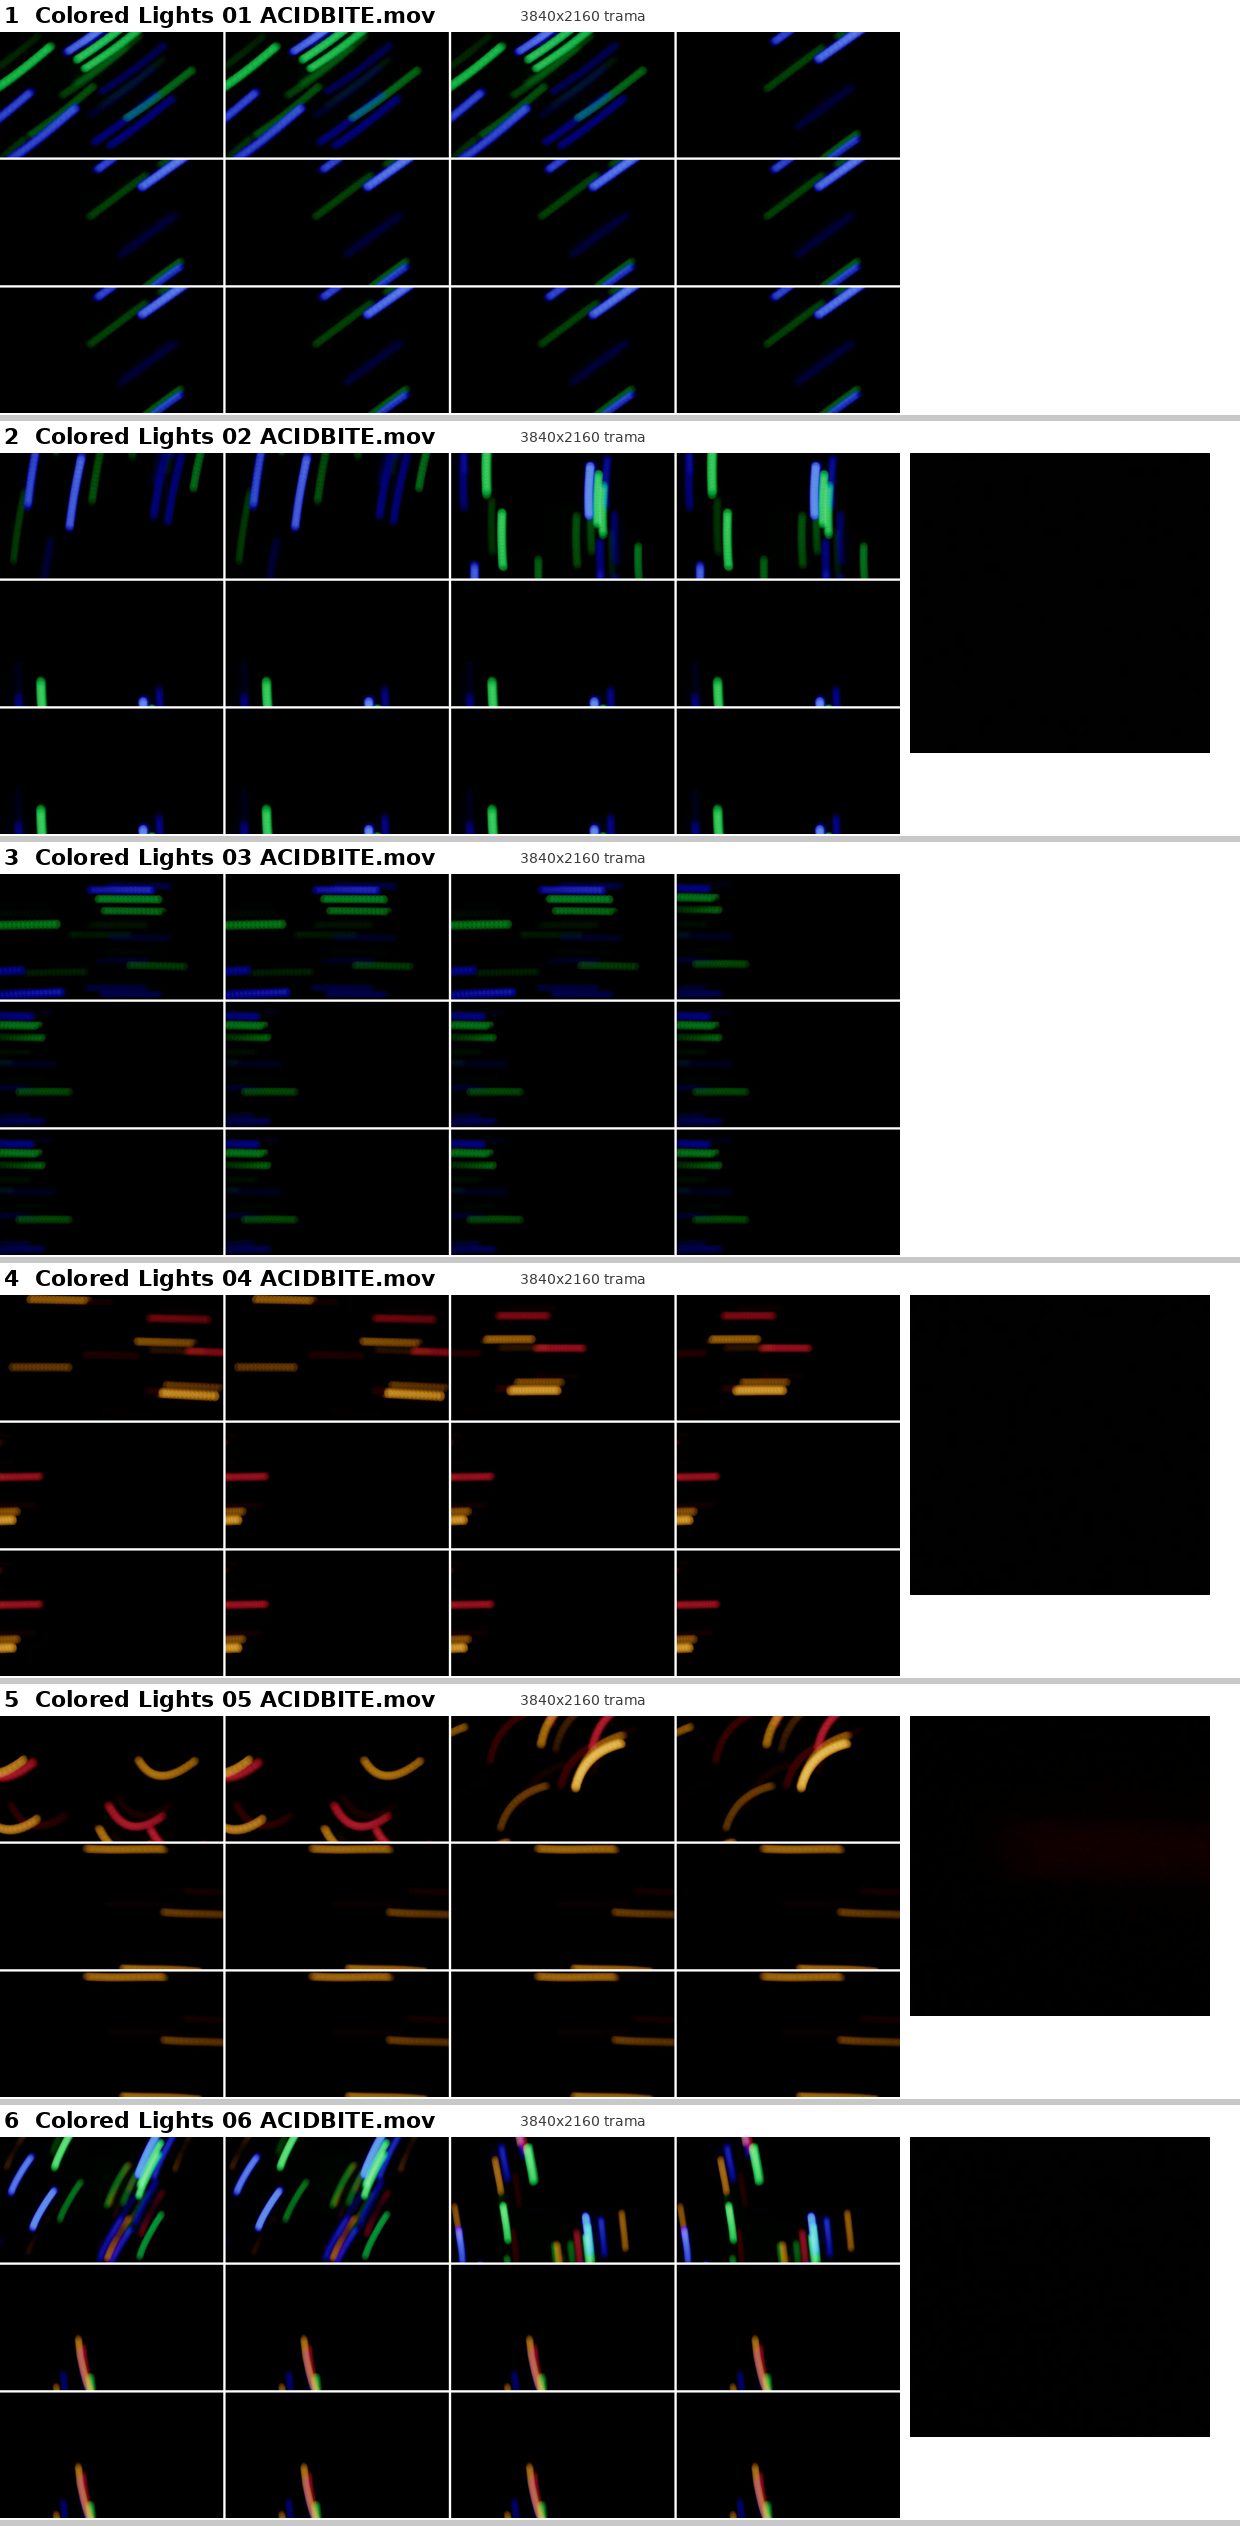 1 Colored Lights 01 ACIDBITE.mov 3840x2160 trama
2 Colored Lights 02 ACIDBITE.mov 3840x2160 trama
3 Colored Lights 03 ACIDBITE.mov 3840x2160 trama
4 Colored Lights 04 ACIDBITE.mov 3840x2160 trama
5 Colored Lights 05 ACIDBITE.mov 3840x2160 trama
6 Colored Lights 06 ACIDBITE.mov 3840x2160 trama